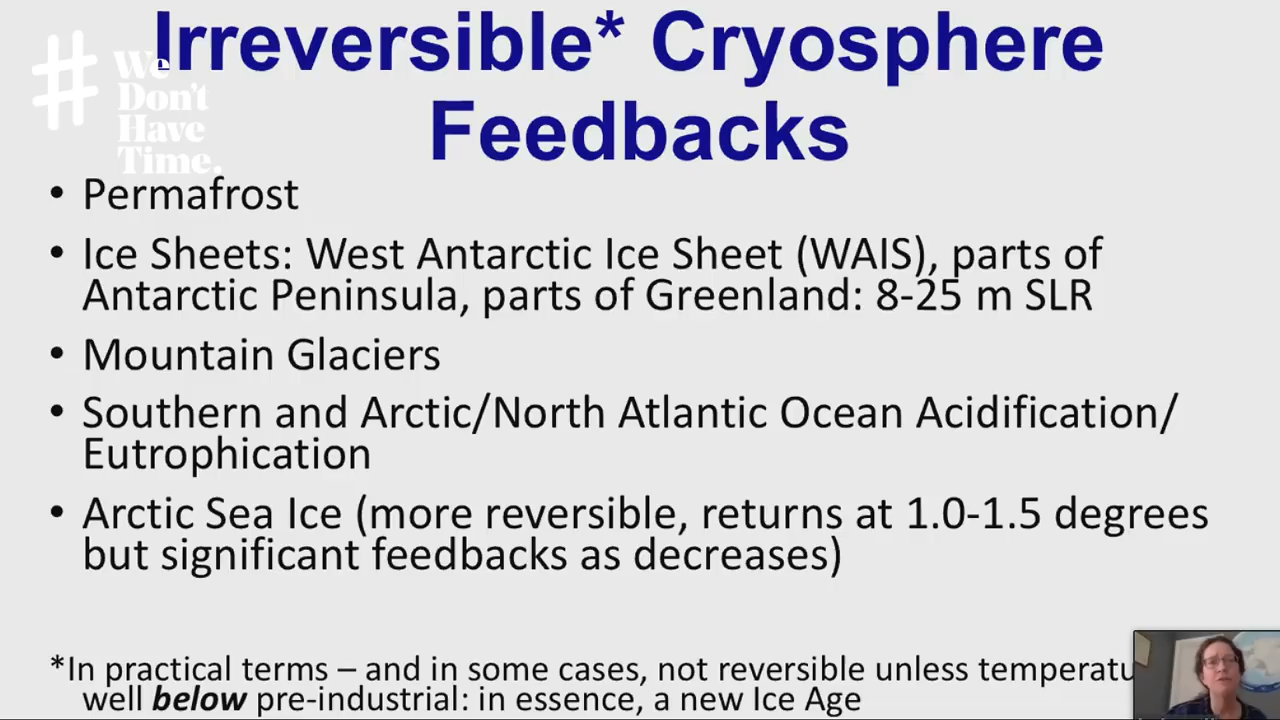 Irreversible* Cryosphere
Feedbacks
#
We
Don't
Have
Time.
• Permafrost
• Ice Sheets: West Antarctic Ice Sheet (WAIS), parts of
Antarctic Peninsula, parts of Greenland: 8-25 m SLR
• Mountain Glaciers
• Southern and Arctic/North Atlantic Ocean Acidification/
Eutrophication
• Arctic Sea Ice (more reversible, returns at 1.0-1.5 degrees
but significant feedbacks as decreases)
*In practical terms – and in some cases, not reversible unless
well below pre-industrial: in essence, a new Ice Age